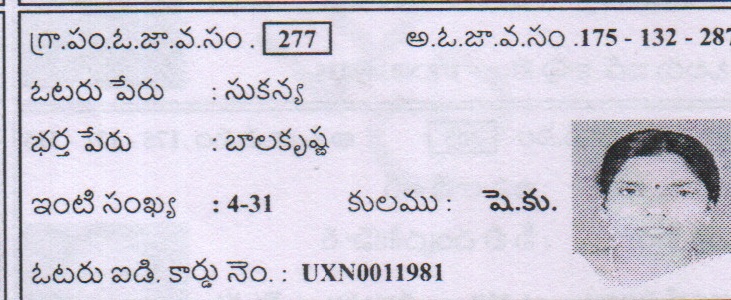 గ్రా.పం.ఓ.జా.వ.సం . 277 అ.ఓ.జా.వ.సం .175 - 132 - 287
ఓటరు పేరు : సుకన్య
భర్త పేరు : బాలకృష్ణ
ఇంటి సంఖ్య : 4-31 కులము : షె.కు.
ఓటరు ఐడి. కార్డు నెం. : UXN0011981